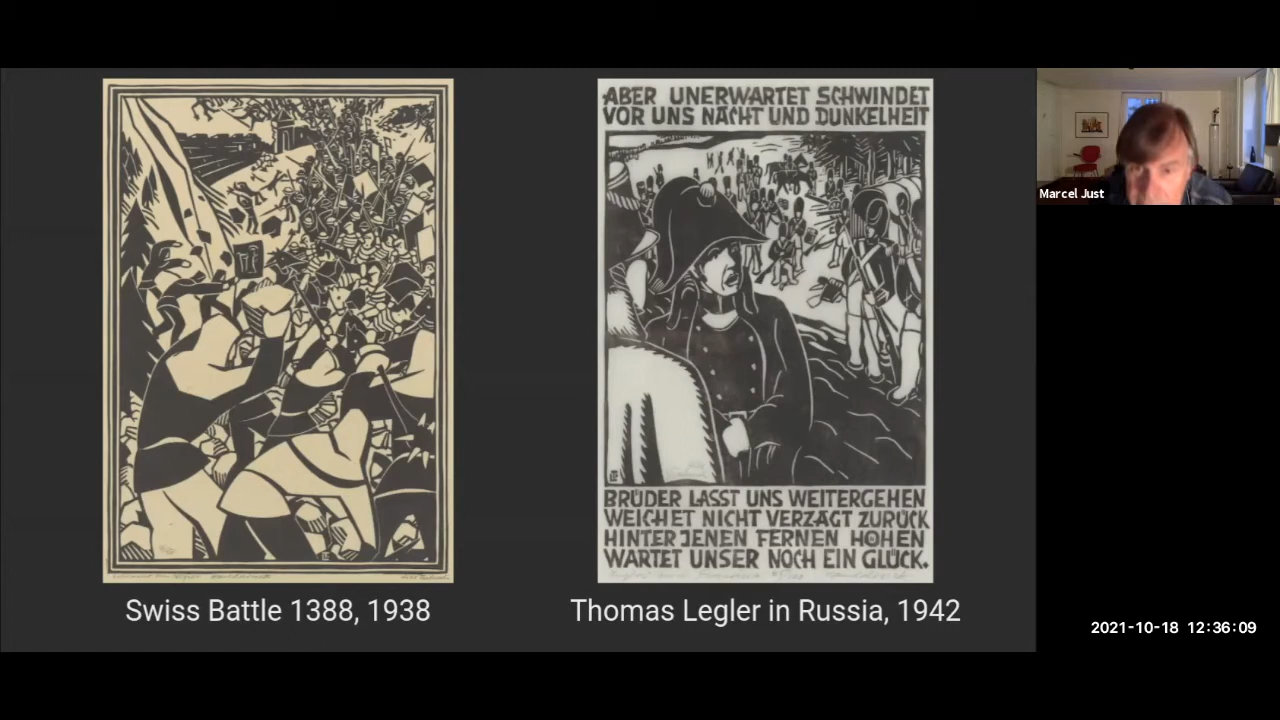 ABER UNERWARTET SCHWINDET
VOR UNS NACHT UND DUNKELHEIT
BRÜDER LASST UNS WEITERGEHEN
WEICHET NICHT VERZAGT ZURÜCK
HINTER JENEN FERNEN HÖHEN
WARTET UNSER NOCH EIN GLÜCK.
Swiss Battle 1388, 1938
Thomas Legler in Russia, 1942
Marcel Just
2021-10-18 12:36:09